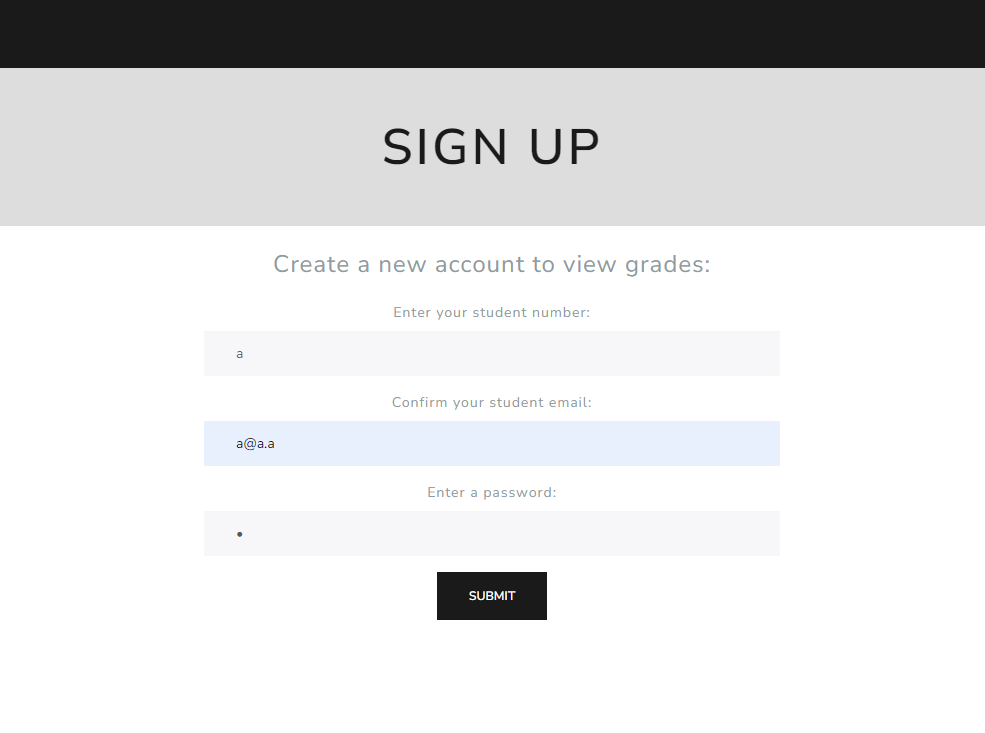 SIGN UP
Create a new account to view grades:
Enter your student number:
a
Confirm your student email:
a@a.a
Enter a password:
•
SUBMIT